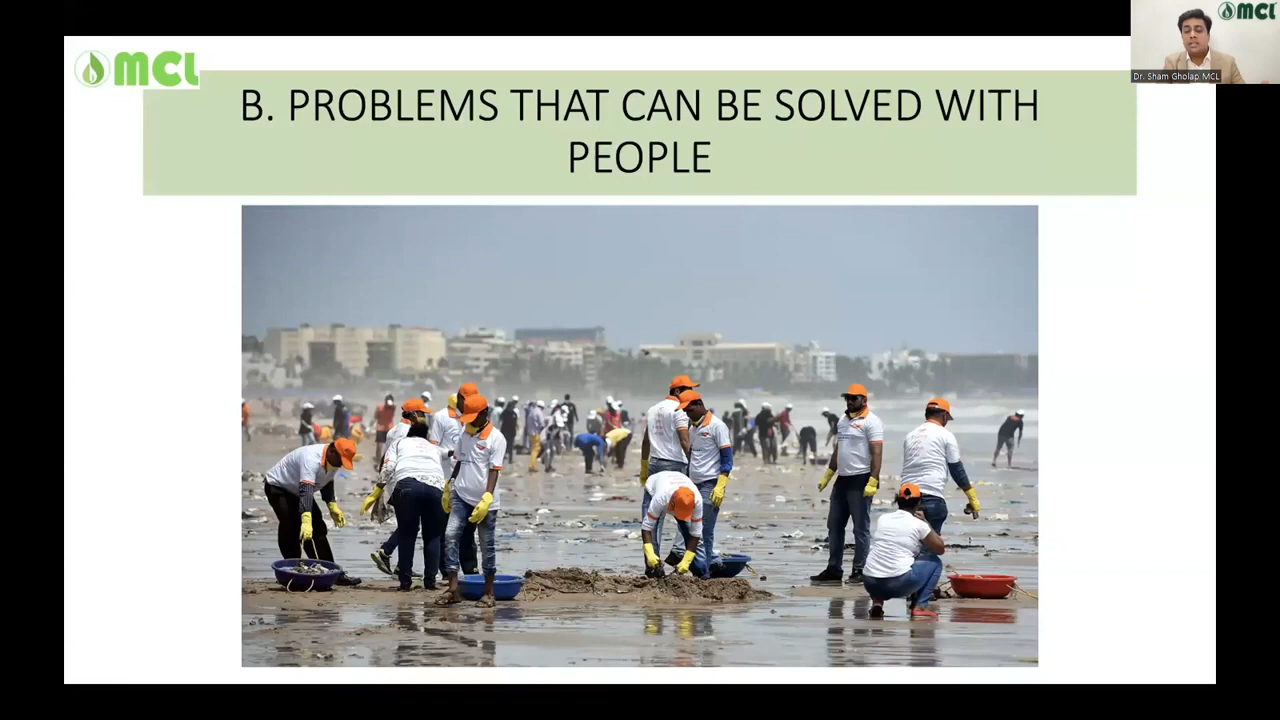 MCL
B. PROBLEMS THAT CAN BE SOLVED WITH
PEOPLE
MCL
Dr. Sham Gholap MCL